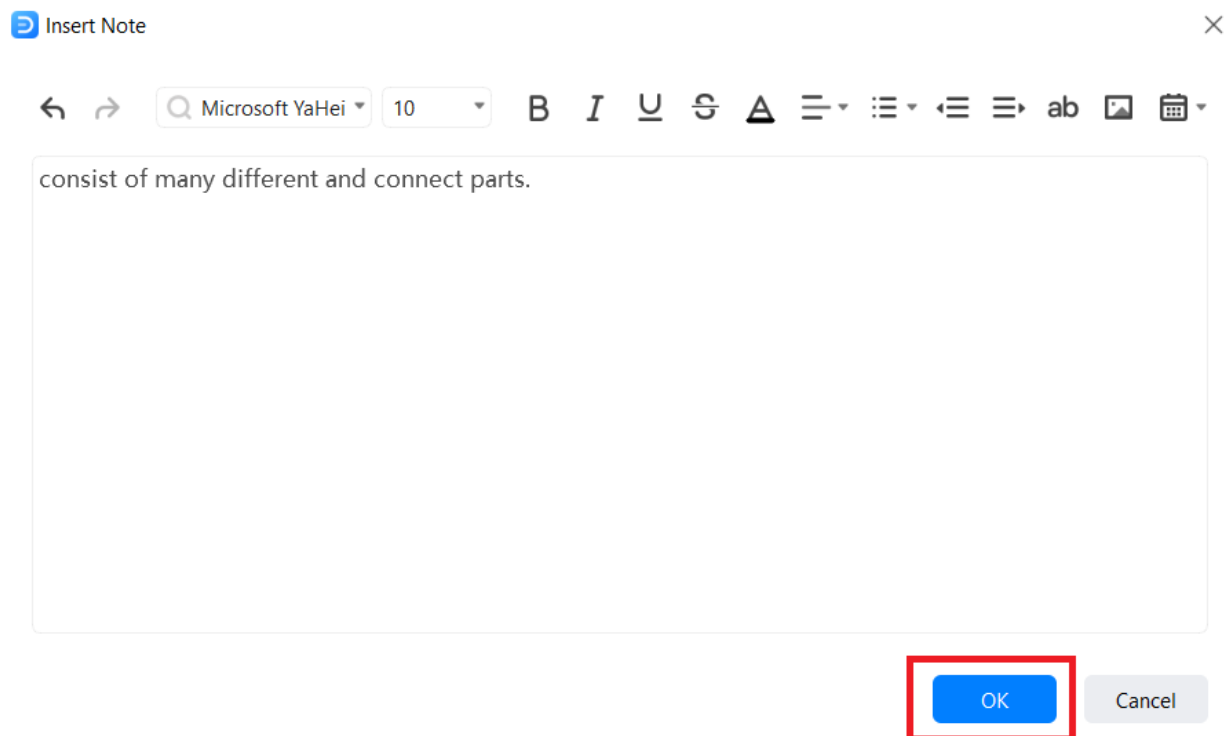 Insert Note
Microsoft YaHei 10 B I U S A ab
consist of many different and connect parts.
OK Cancel